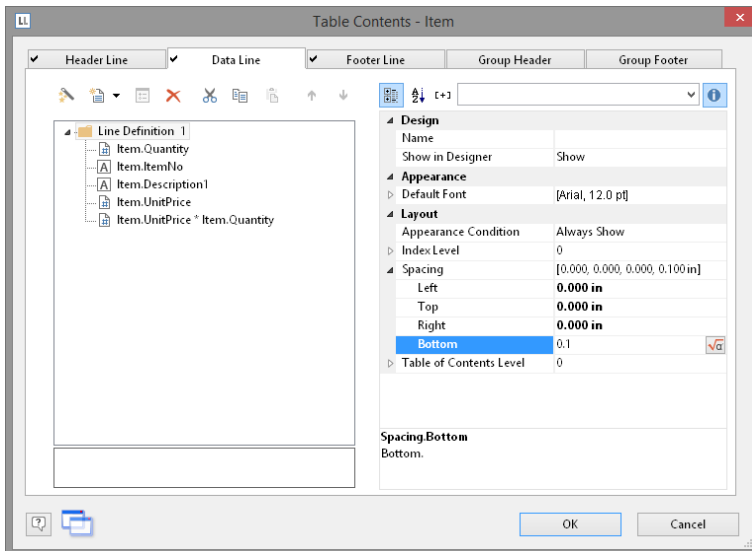 LL
Table Contents - Item
×
Header Line
Data Line
Footer Line
Group Header
Group Footer
Line Definition 1
Item.Quantity
A Item.ItemNo
A Item.Description1
Item.UnitPrice
Item.UnitPrice * Item.Quantity
[+]
Design
Name
Show in Designer Show
Appearance
Default Font [Arial, 12.0 pt]
Layout
Appearance Condition Always Show
Index Level 0
Spacing [0.000, 0.000, 0.000, 0.100 in]
Left 0.000 in
Top 0.000 in
Right 0.000 in
Bottom 0.1 √α
Table of Contents Level 0
Spacing.Bottom
Bottom.
?
OK
Cancel